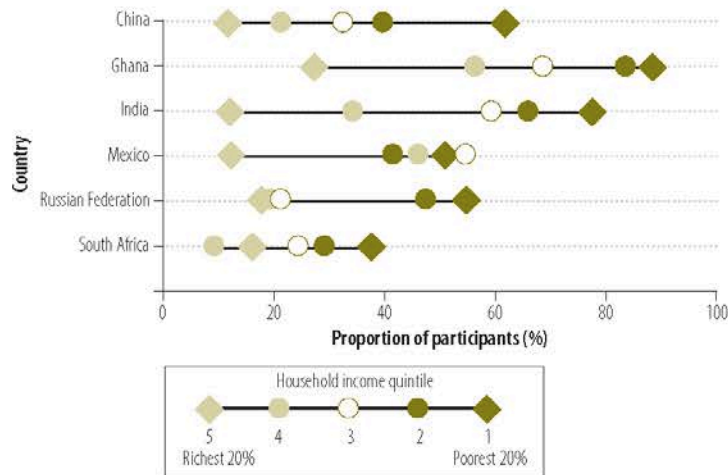 China
Ghana
India
Mexico
Russian Federation
South Africa
Country
0 20 40 60 80 100
Proportion of participants (%)
Household income quintile
5 4 3 2 1
Richest 20% Poorest 20%